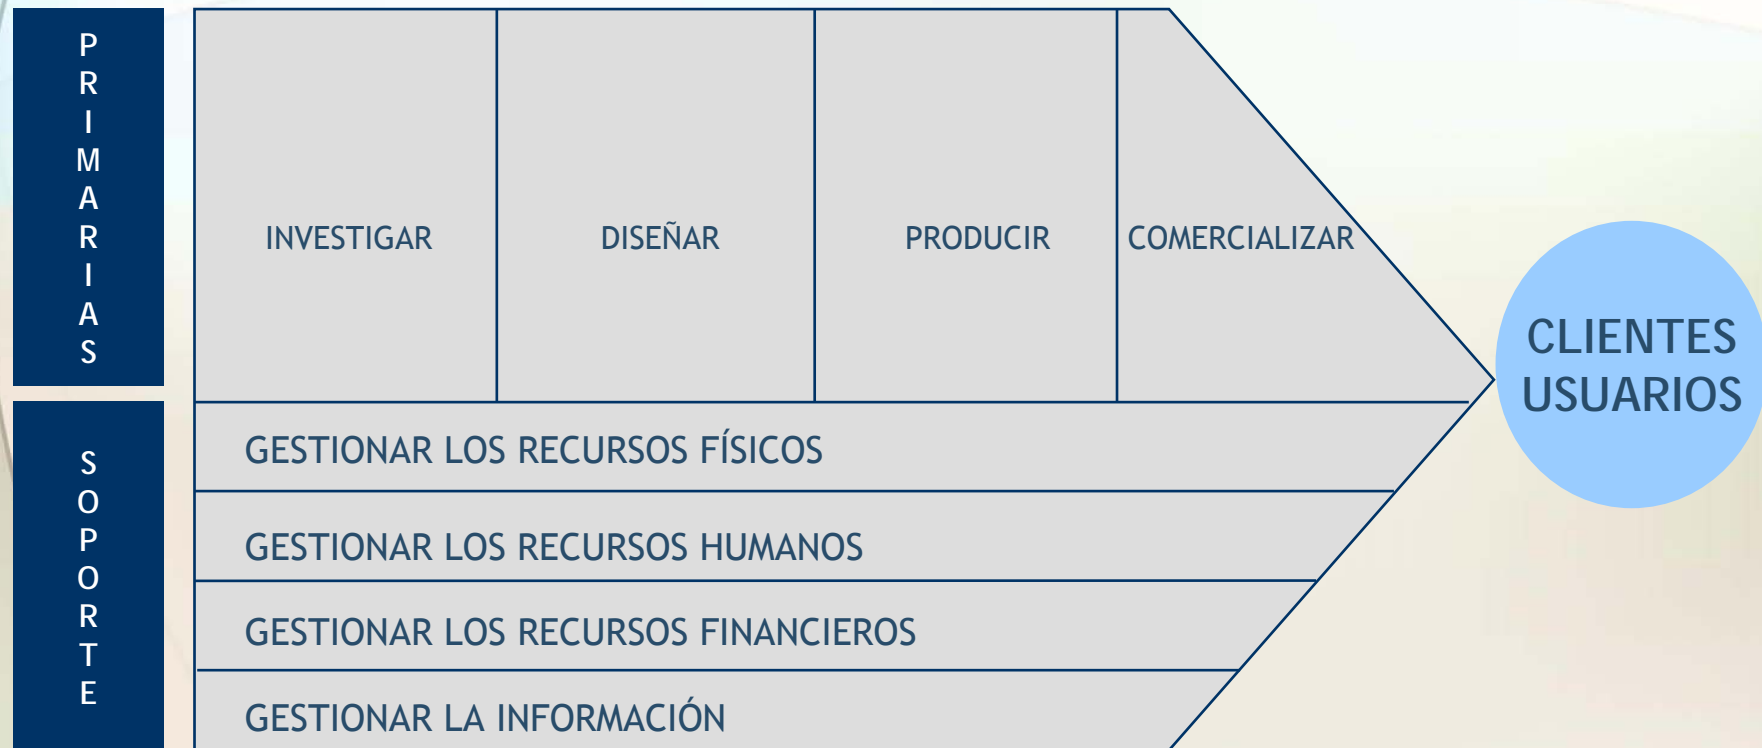 PRIMARIAS
INVESTIGAR
DISEÑAR
PRODUCIR
COMERCIALIZAR
CLIENTES
USUARIOS
SOPORTE
GESTIONAR LOS RECURSOS FÍSICOS
GESTIONAR LOS RECURSOS HUMANOS
GESTIONAR LOS RECURSOS FINANCIEROS
GESTIONAR LA INFORMACIÓN